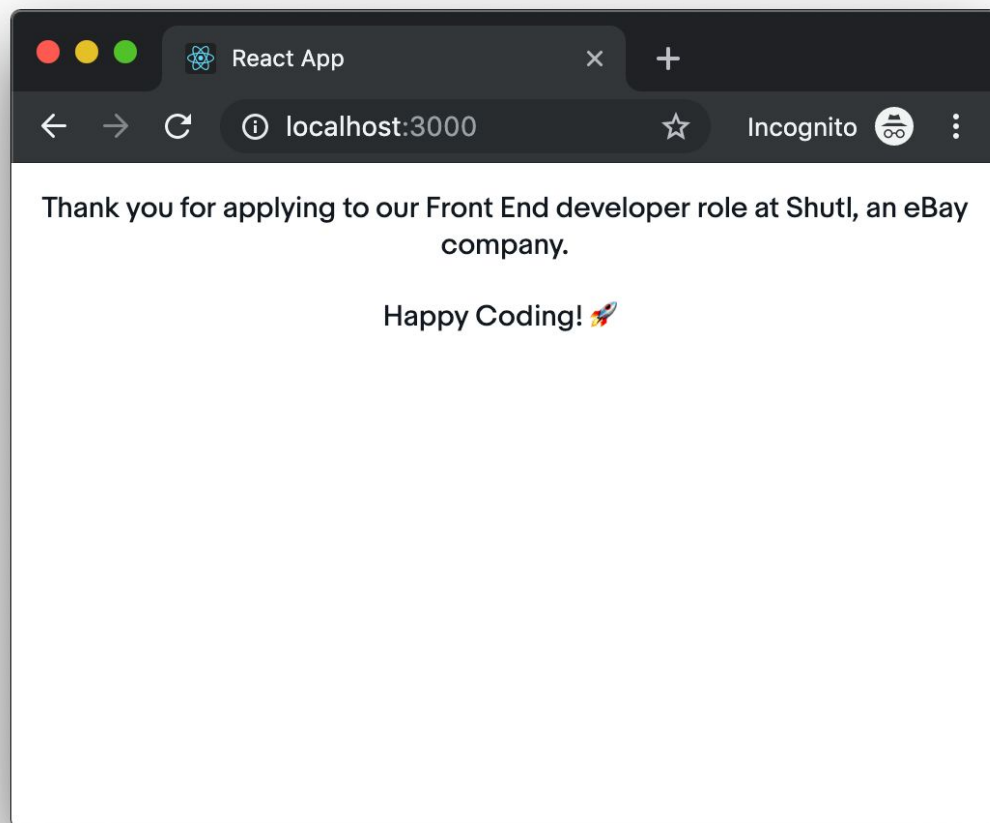 React App
localhost:3000
Incognito
Thank you for applying to our Front End developer role at Shutl, an eBay
company.
Happy Coding! 🚀